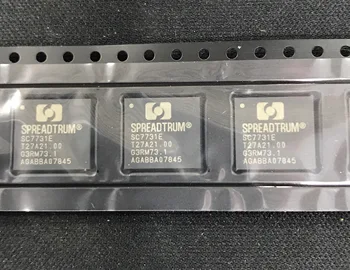 SPREADTRUM®
SC7731E
T27A21.00
G3RM73.1
AGABBA07845
SPREADTRUM®
SC7731E
T27A21.00
G3RM73.1
AGABBA07845
SPREADTRUM®
SC7731E
T27A21.00
G3RM73.1
AGABBA07845